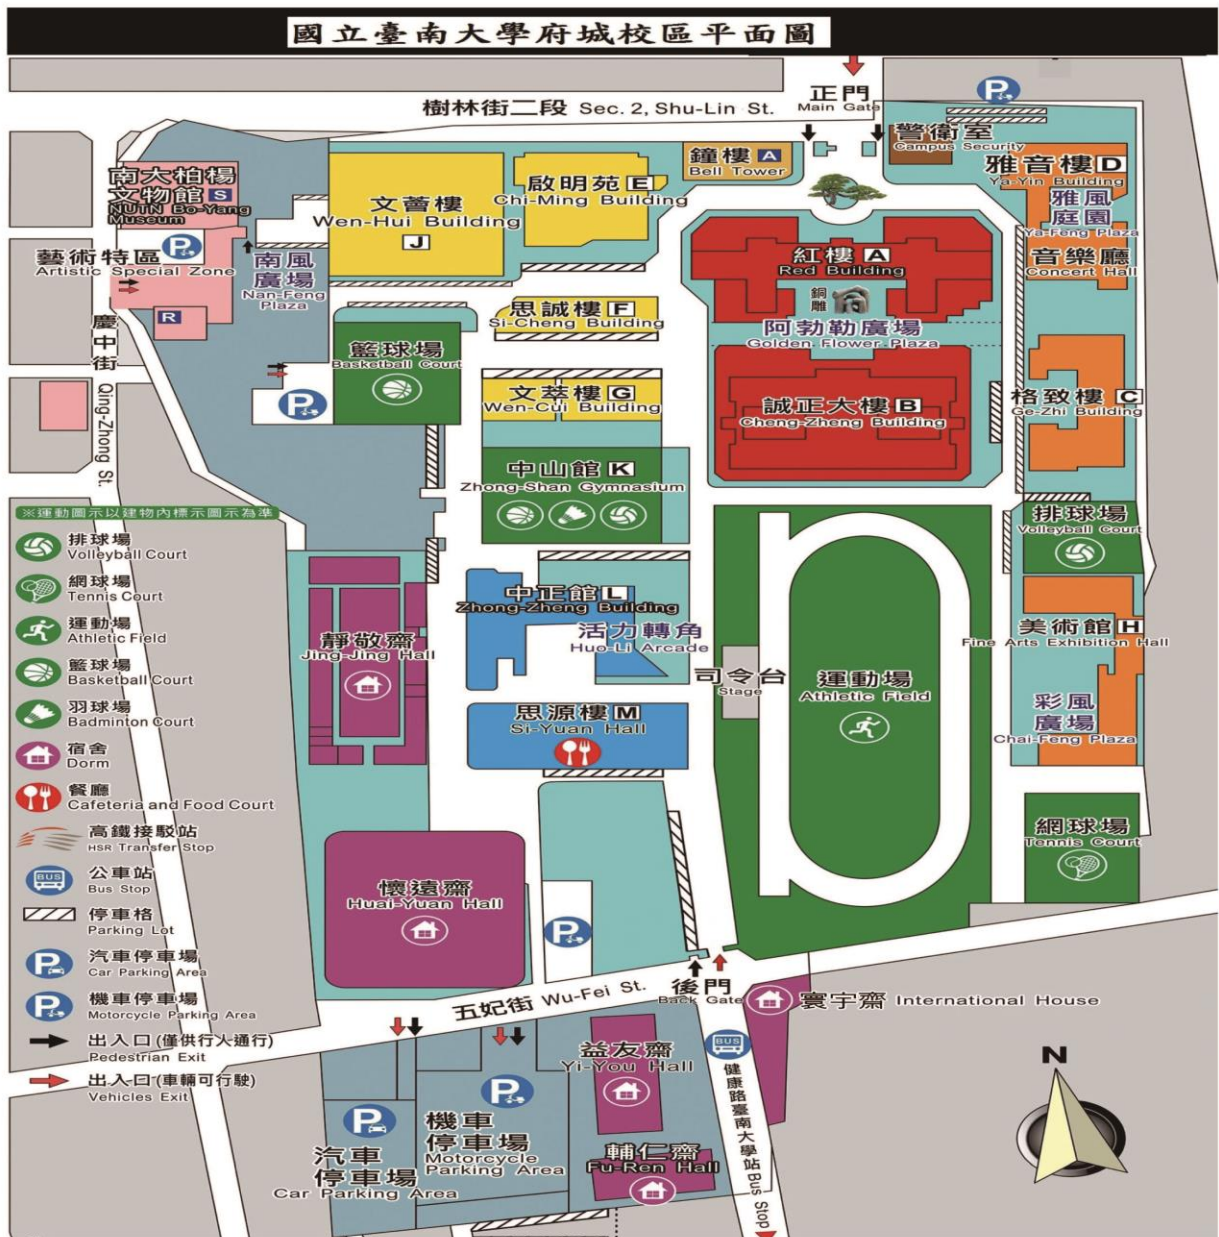 國立臺南大學府城校區平面圖
正門
Main Gate
樹林街二段 Sec. 2, Shu-Lin St.
警衛室
Campus Security
雅音樓 D
Ya-Yin Building
雅風
庭園
Ya-Feng Plaza
音樂廳
Concert Hall
鐘樓 A
Bell Tower
啟明苑 E
Chi-Ming Building
文薈樓
Wen-Hui Building
J
南大柏楊
文物館 S
NUTN Bo-Yang
Museum
藝術特區
Artistic Special Zone
R
南風
廣場
Nan-Feng
Plaza
慶中街
Qing-Zhong St.
紅樓 A
Red Building
銅雕
阿勃勒廣場
Golden Flower Plaza
思誠樓 F
Si-Cheng Building
籃球場
Basketball Court
文萃樓 G
Wen-Cui Building
誠正大樓 B
Cheng-Zheng Building
格致樓 C
Ge-Zhi Building
中山館 K
Zhong-Shan Gymnasium
排球場
Volleyball Court
※運動圖示以建物內標示圖示為準
排球場
Volleyball Court
網球場
Tennis Court
運動場
Athletic Field
籃球場
Basketball Court
羽球場
Badminton Court
宿舍
Dorm
餐廳
Cafeteria and Food Court
高鐵接駁站
HSR Transfer Stop
BUS
公車站
Bus Stop
停車格
Parking Lot
P
汽車停車場
Car Parking Area
P
機車停車場
Motorcycle Parking Area
出入口(僅供行人通行)
Pedestrian Exit
出入口(車輛可行駛)
Vehicles Exit
中正館 L
Zhong-Zheng Building
活力轉角
Huo-Li Arcade
靜敬齋
Jing-Jing Hall
司令台
Stage
運動場
Athletic Field
美術館 H
Fine Arts Exhibition Hall
彩風
廣場
Chai-Feng Plaza
思源樓 M
Si-Yuan Hall
網球場
Tennis Court
懷遠齋
Huai-Yuan Hall
P
五妃街 Wu-Fei St.
後門
Back Gate
寰宇齋 International House
益友齋
Yi-You Hall
BUS
健康路臺南大學站Bus Stop
P
機車
停車場
Motorcycle
Parking Area
P
汽車
停車場
Car Parking Area
輔仁齋
Fu-Ren Hall
N
P
P
P